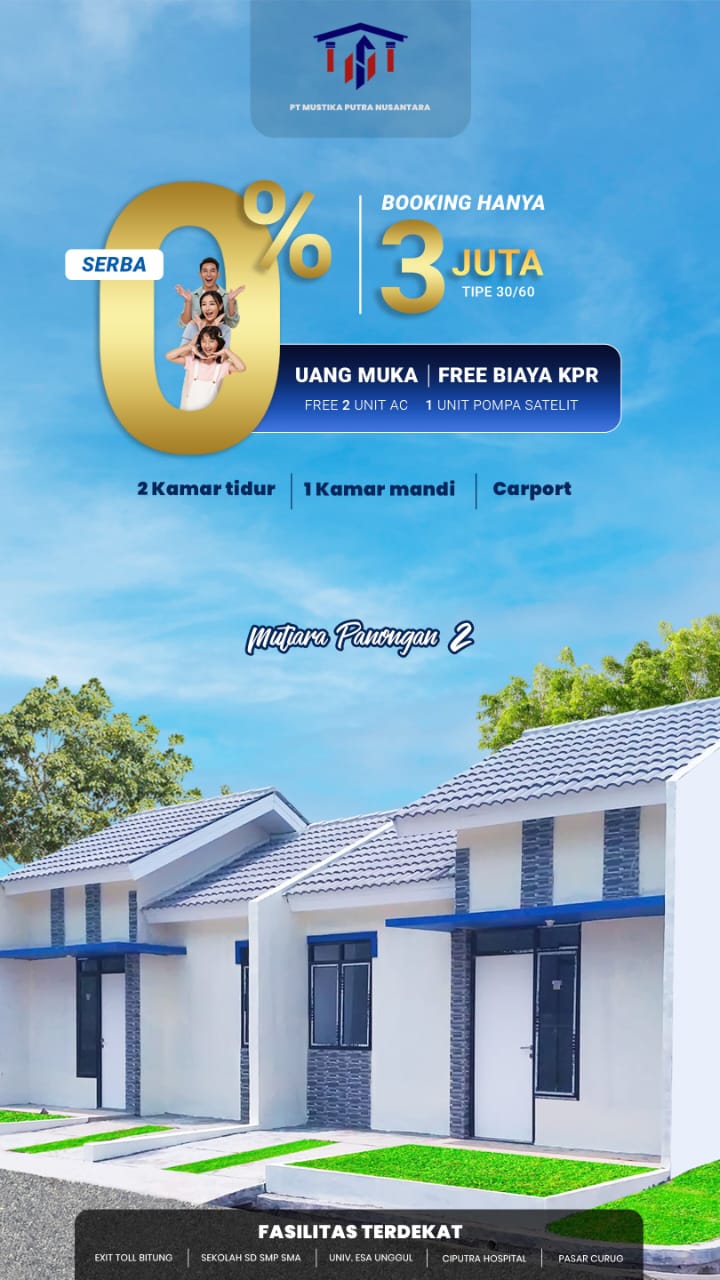 PT MUSTIKA PUTRA NUSANTARA
SERBA
0%
BOOKING HANYA
3 JUTA
TIPE 30/60
UANG MUKA | FREE BIAYA KPR
FREE 2 UNIT AC 1 UNIT POMPA SATELIT
2 Kamar tidur | 1 Kamar mandi | Carport
Mutiara Panongan 2
FASILITAS TERDEKAT
EXIT TOLL BITUNG | SEKOLAH SD SMP SMA | UNIV. ESA UNGGUL | CIPUTRA HOSPITAL | PASAR CURUG